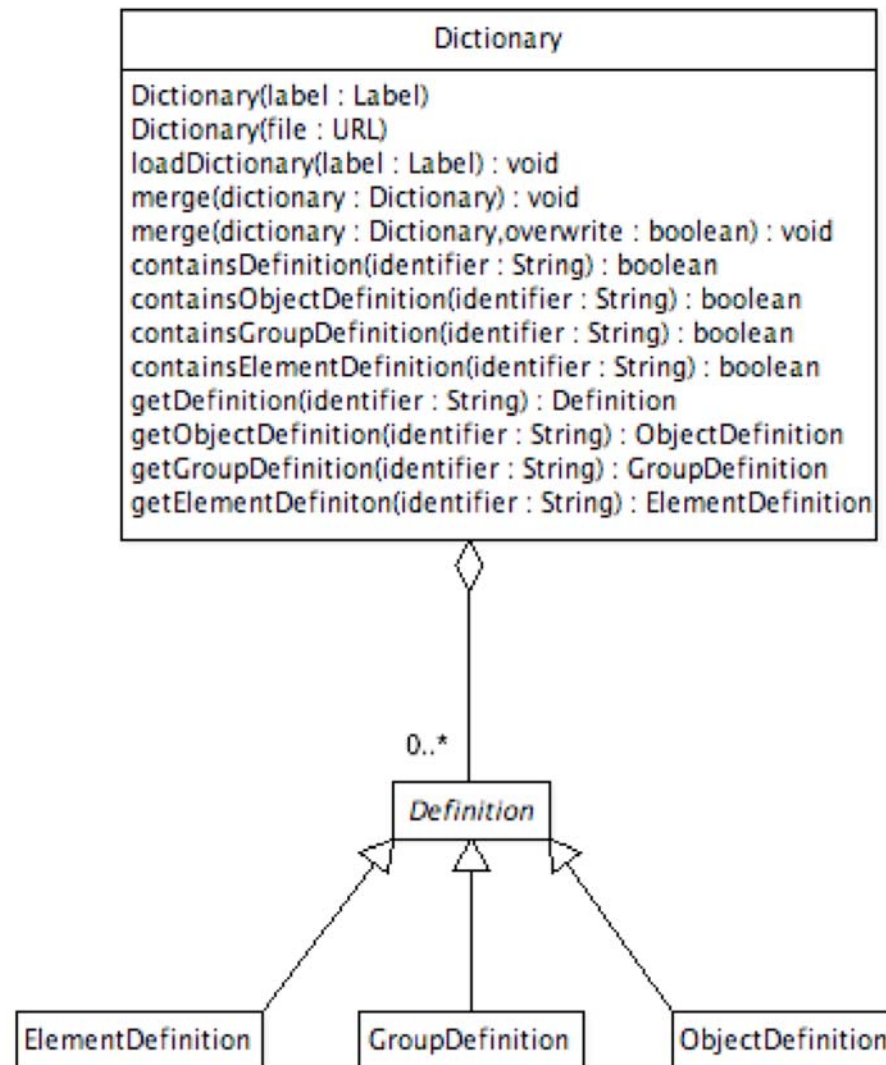 Dictionary
Dictionary(label : Label)
Dictionary(file : URL)
loadDictionary(label : Label) : void
merge(dictionary : Dictionary) : void
merge(dictionary : Dictionary,overwrite : boolean) : void
containsDefinition(identifier : String) : boolean
containsObjectDefinition(identifier : String) : boolean
containsGroupDefinition(identifier : String) : boolean
containsElementDefinition(identifier : String) : boolean
getDefinition(identifier : String) : Definition
getObjectDefinition(identifier : String) : ObjectDefinition
getGroupDefinition(identifier : String) : GroupDefinition
getElementDefiniton(identifier : String) : ElementDefinition
0..*
Definition
ElementDefinition GroupDefinition ObjectDefinition